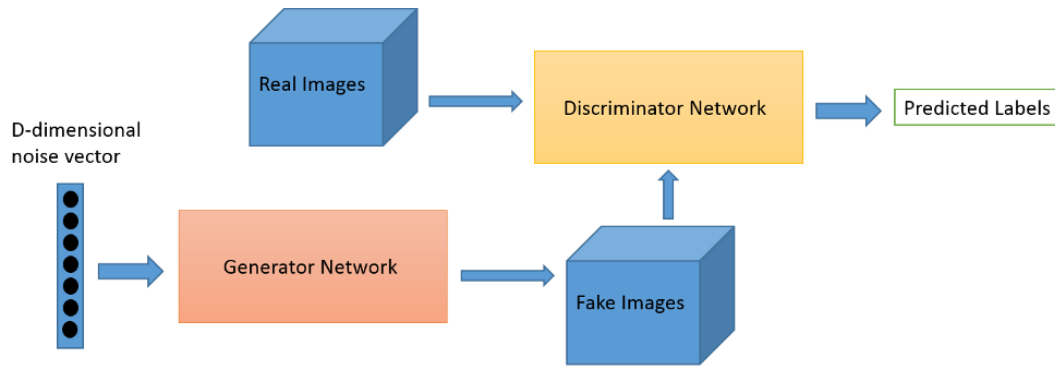 Real Images
Discriminator Network
Predicted Labels
D-dimensional
noise vector
Generator Network
Fake Images